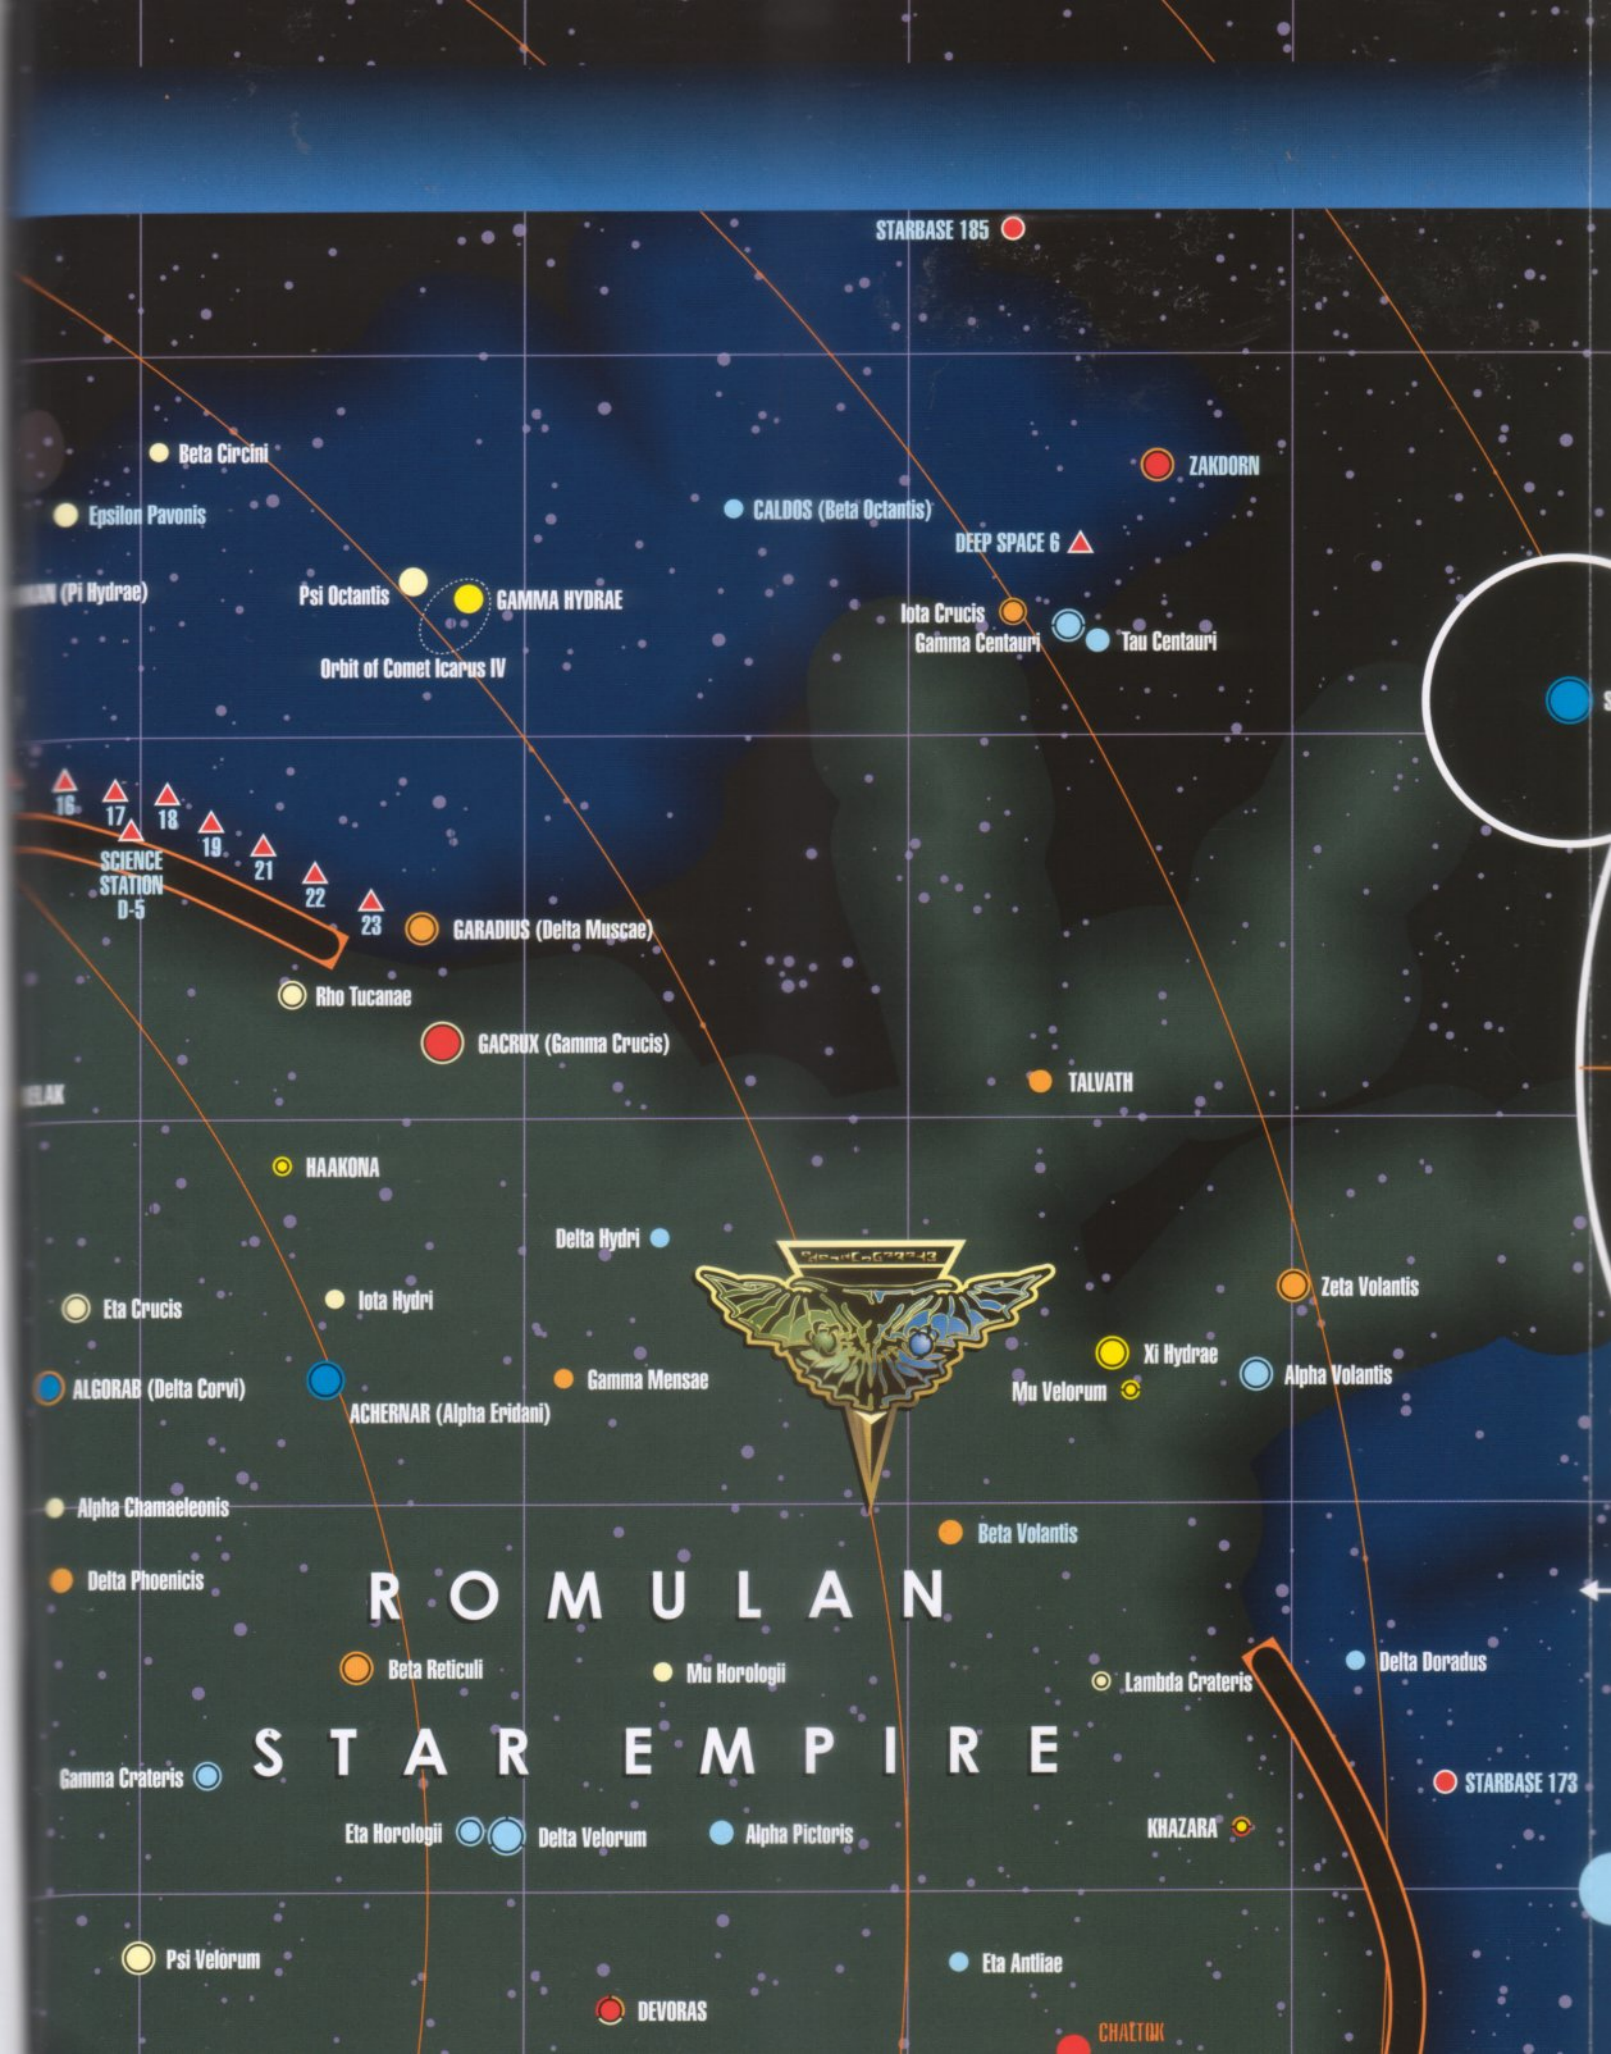 STARBASE 185
Beta Circini
ZAKDORN
Epsilon Pavonis
CALDOS (Beta Octantis)
DEEP SPACE 6
(Pi Hydrae)
Psi Octantis
GAMMA HYDRAE
Iota Crucis
Gamma Centauri
Tau Centauri
Orbit of Comet Icarus IV
S
16
17
18
19
21
22
23
SCIENCE
STATION
D-5
GARADIUS (Delta Muscae)
Rho Tucanae
GACRUX (Gamma Crucis)
TALVATH
HAAKONA
Delta Hydri
Zeta Volantis
Iota Hydri
Eta Crucis
Xi Hydrae
Alpha Volantis
Mu Velorum
Gamma Mensae
ALGORAB (Delta Corvi)
ACHERNAR (Alpha Eridani)
Alpha Chamaeleonis
Beta Volantis
Delta Phoenicis
ROMULAN
Beta Reticuli
Mu Horologii
Lambda Crateris
Delta Doradus
STAR EMPIRE
Gamma Crateris
STARBASE 173
Eta Horologii
Delta Velorum
Alpha Pictoris
KHAZARA
Psi Velorum
Eta Antliae
DEVORAS
CHALTOK